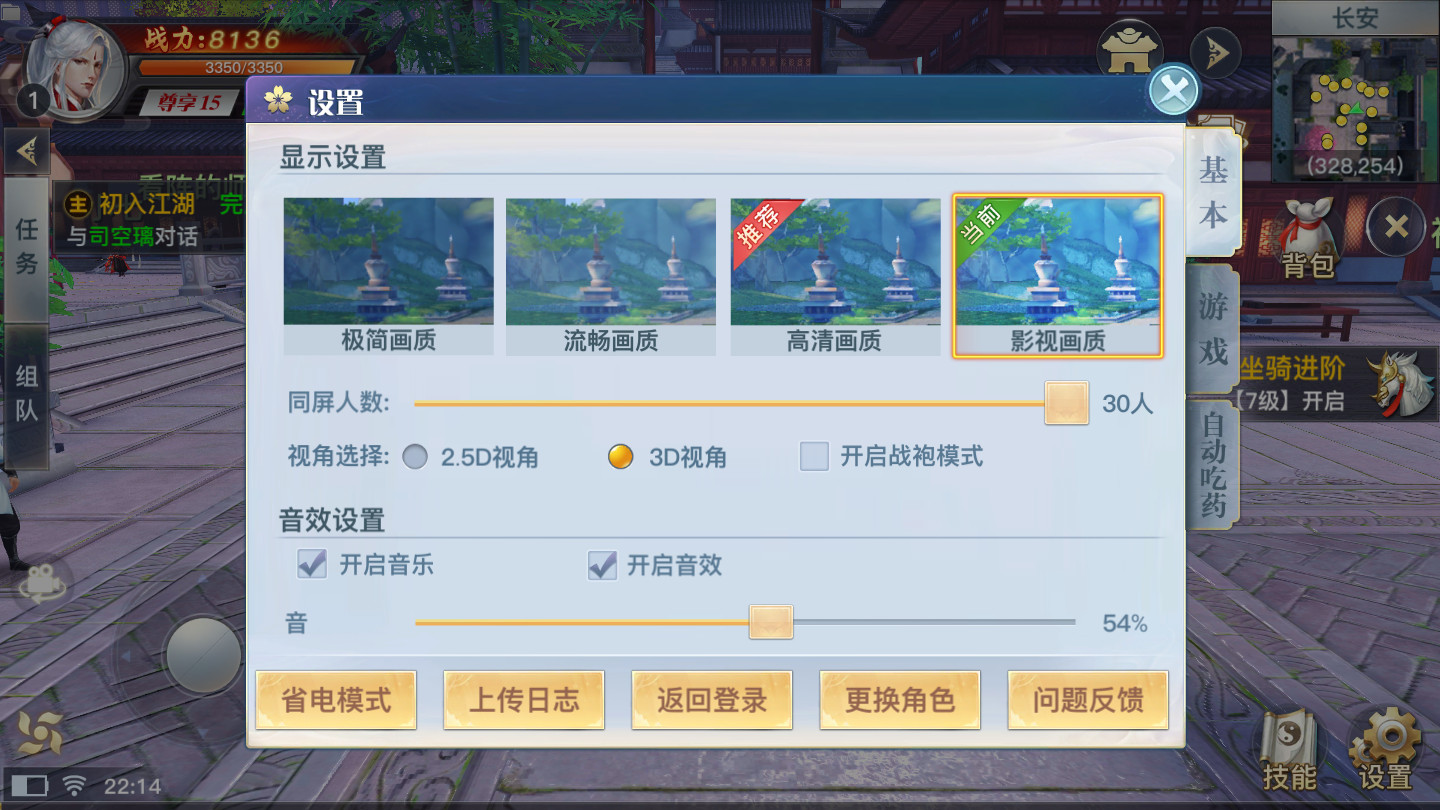 战力:8136
3350/3350
1
尊享15
长安
(328,254)
设置
显示设置
极简画质
流畅画质
推荐
高清画质
当前
影视画质
同屏人数:
30人
视角选择:
2.5D视角
3D视角
开启战袍模式
音效设置
开启音乐
开启音效
音
54%
省电模式
上传日志
返回登录
更换角色
问题反馈
基本
游戏
自动吃药
任务
组队
主 初入江湖 完
与司空璃对话
背包
坐骑进阶
【7级】开启
技能
设置
22:14